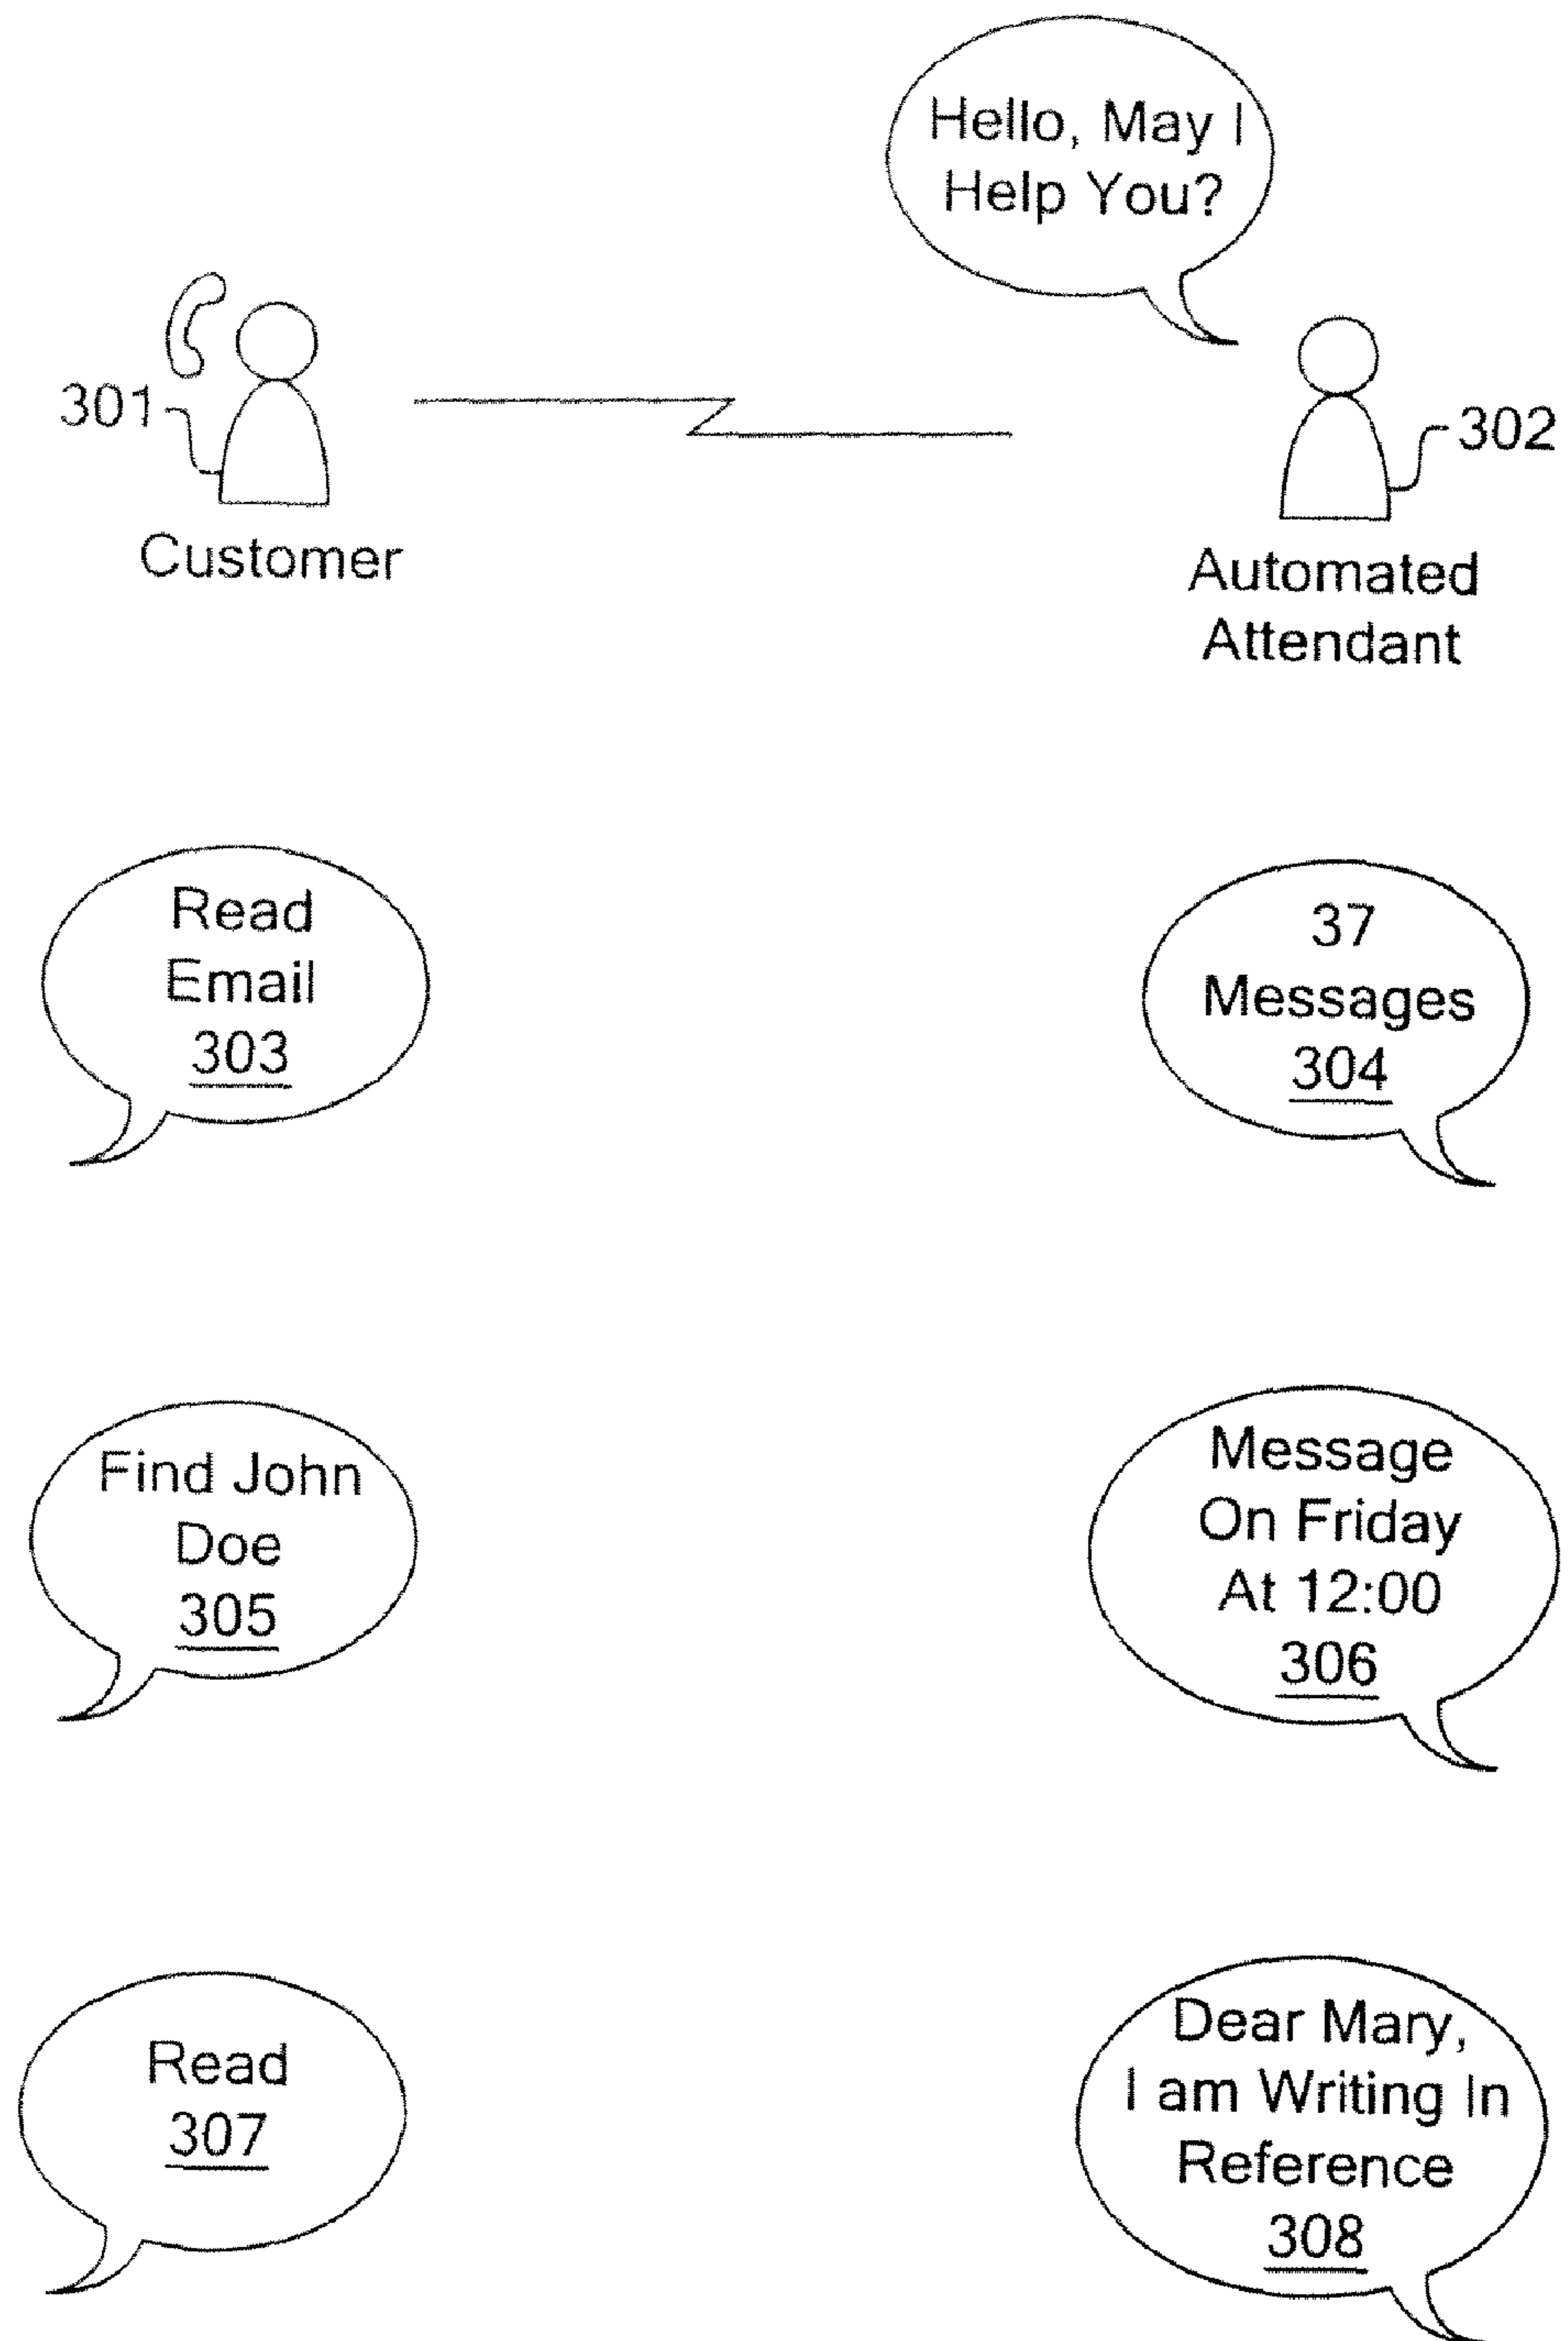 Hello, May I
Help You?
301
302
Customer
Automated
Attendant
Read
Email
303
37
Messages
304
Find John
Doe
305
Message
On Friday
At 12:00
306
Read
307
Dear Mary,
I am Writing In
Reference
308